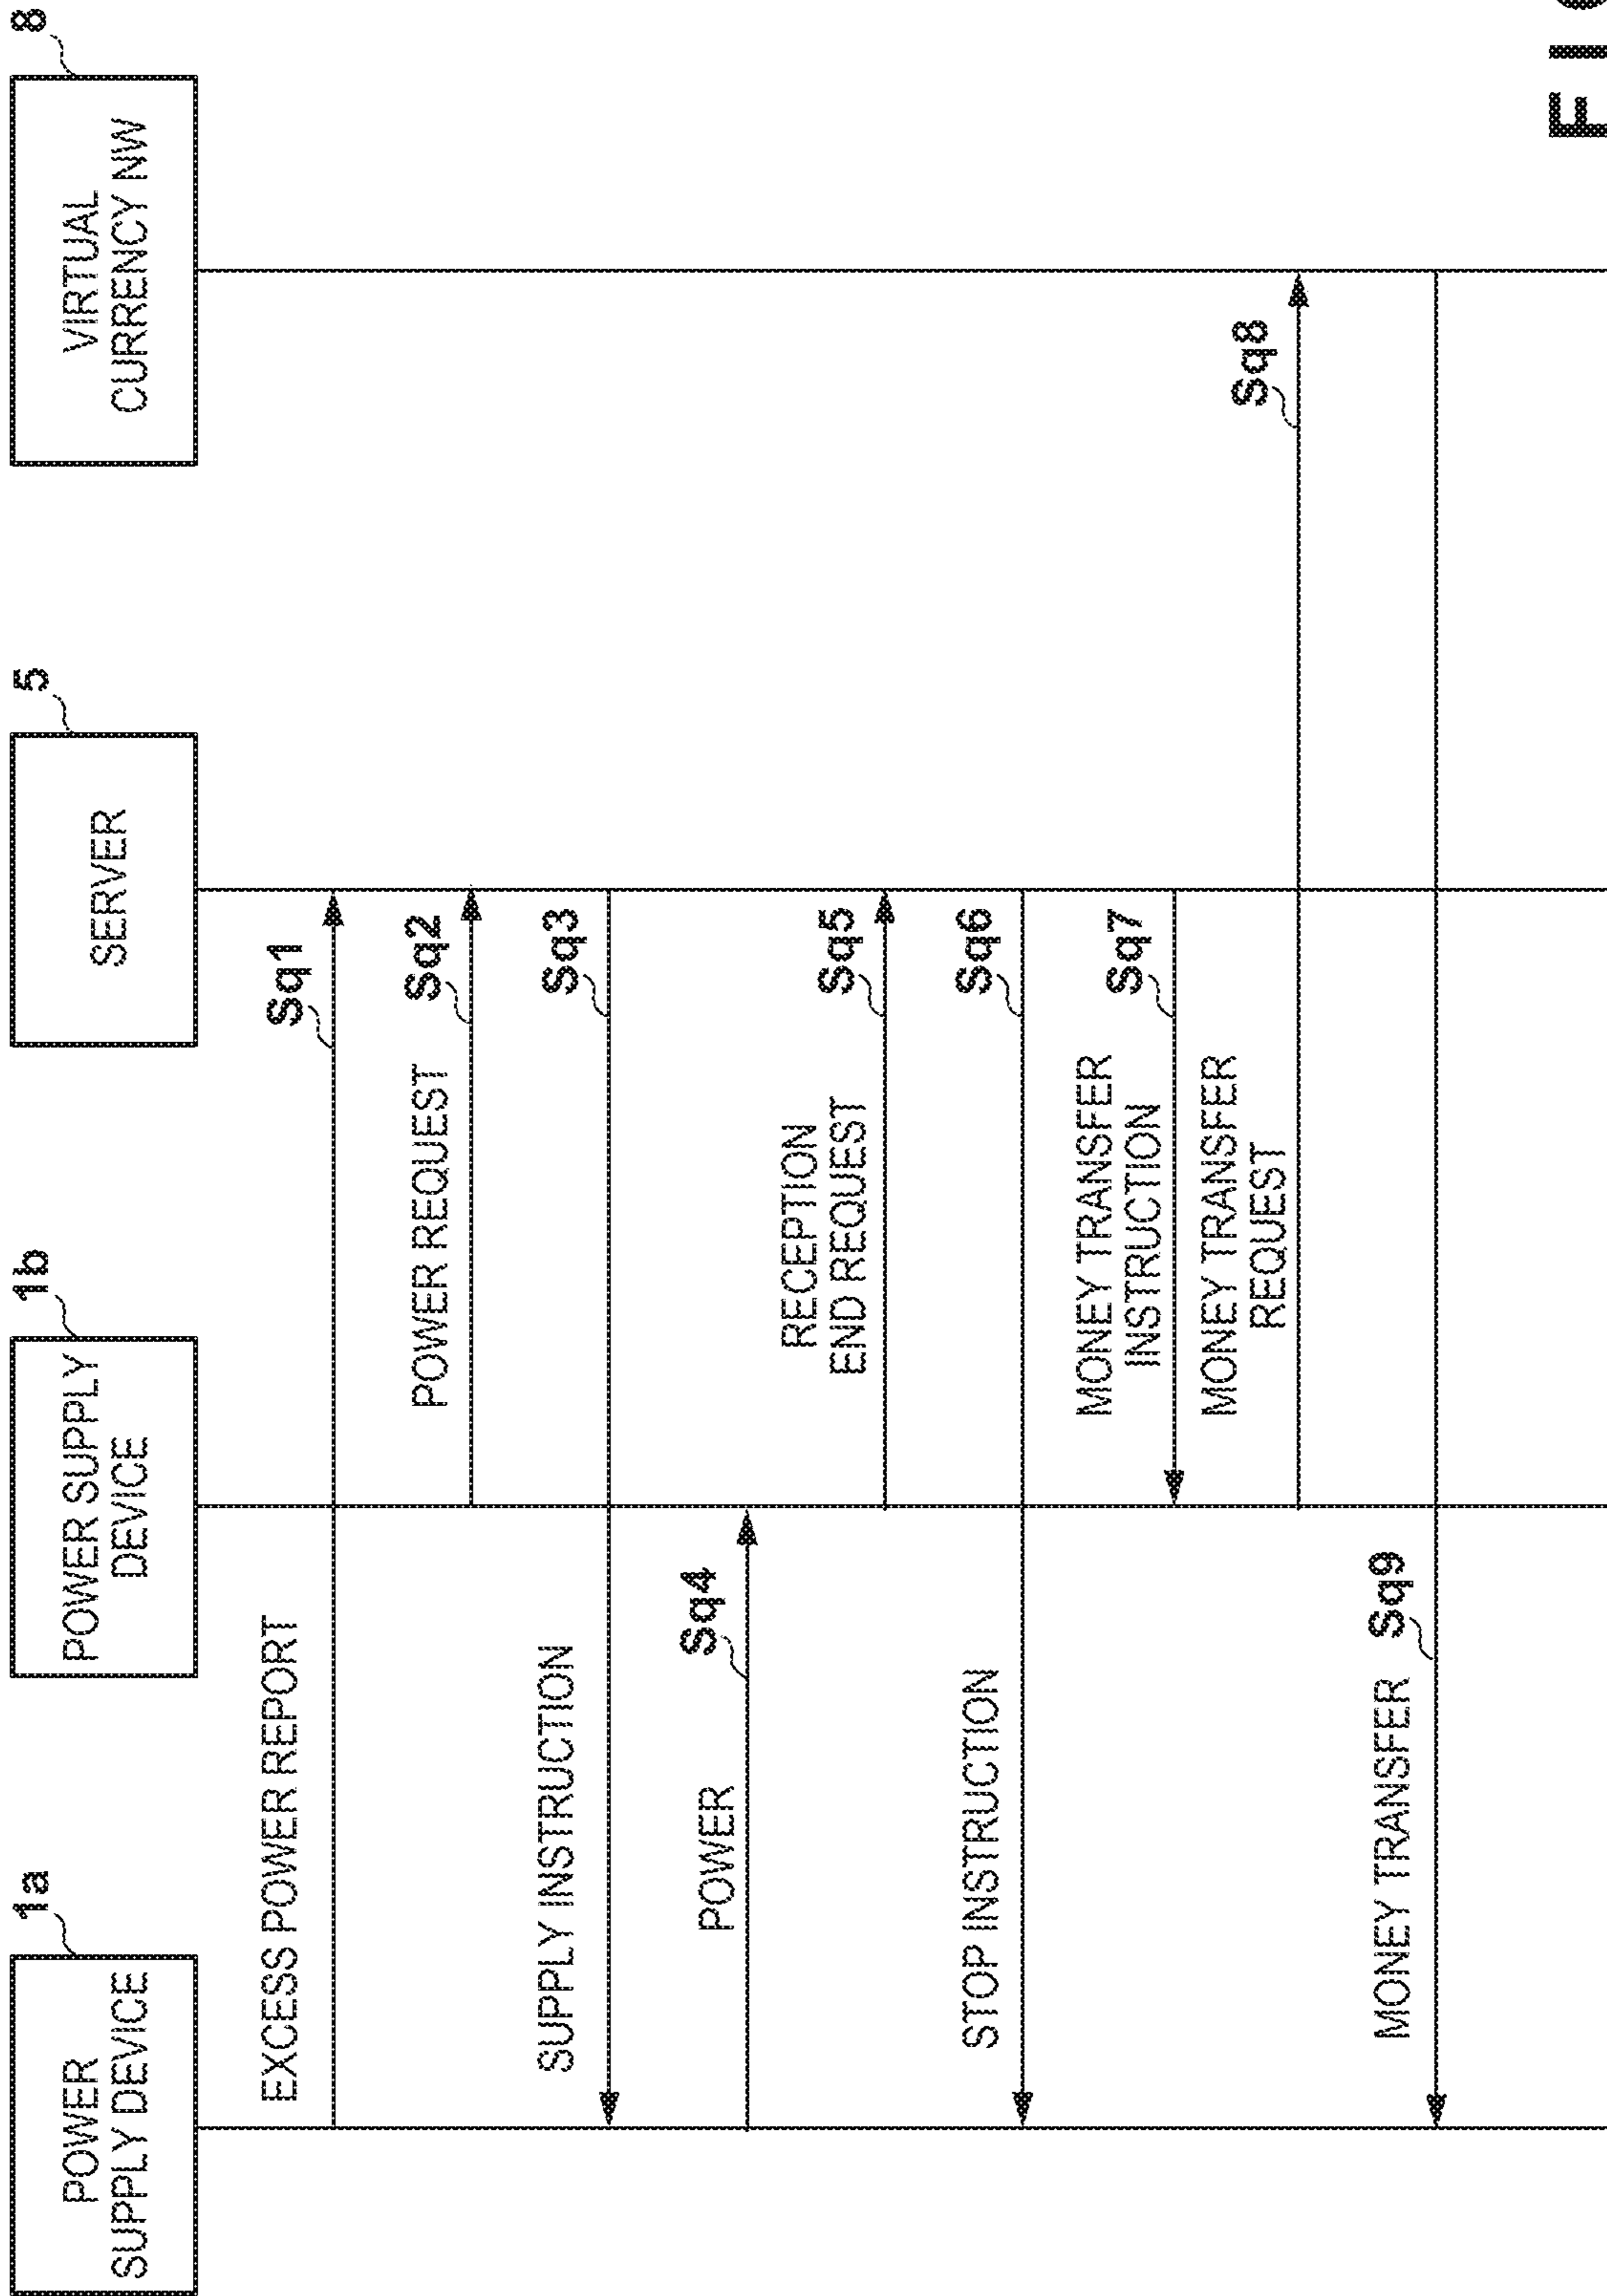 1a
POWER
SUPPLY DEVICE
1b
POWER SUPPLY
DEVICE
5
SERVER
8
VIRTUAL
CURRENCY NW
EXCESS POWER REPORT
Sq1
POWER REQUEST
Sq2
SUPPLY INSTRUCTION
Sq3
POWER
Sq4
RECEPTION
END REQUEST
Sq5
STOP INSTRUCTION
Sq6
MONEY TRANSFER
INSTRUCTION
Sq7
MONEY TRANSFER
REQUEST
Sq8
MONEY TRANSFER
Sq9